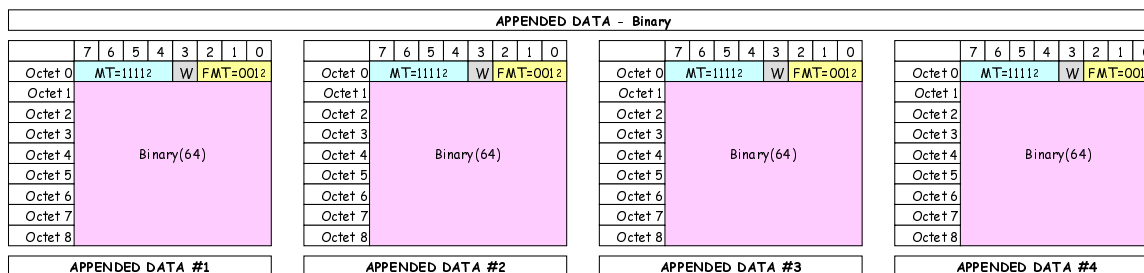 APPENDED DATA - Binary
7 6 5 4 3 2 1 0 7 6 5 4 3 2 1 0 7 6 5 4 3 2 1 0 7 6 5 4 3 2 1
Octet 0 MT=1111₂ W FMT=001₂ Octet 0 MT=1111₂ W FMT=001₂ Octet 0 MT=1111₂ W FMT=001₂ Octet 0 MT=1111₂ W FMT=001
Octet 1 Octet 1 Octet 1 Octet 1
Octet 2 Octet 2 Octet 2 Octet 2
Octet 3 Octet 3 Octet 3 Octet 3
Octet 4 Binary(64) Octet 4 Binary(64) Octet 4 Binary(64) Octet 4 Binary(64)
Octet 5 Octet 5 Octet 5 Octet 5
Octet 6 Octet 6 Octet 6 Octet 6
Octet 7 Octet 7 Octet 7 Octet 7
Octet 8 Octet 8 Octet 8 Octet 8
APPENDED DATA #1 APPENDED DATA #2 APPENDED DATA #3 APPENDED DATA #4